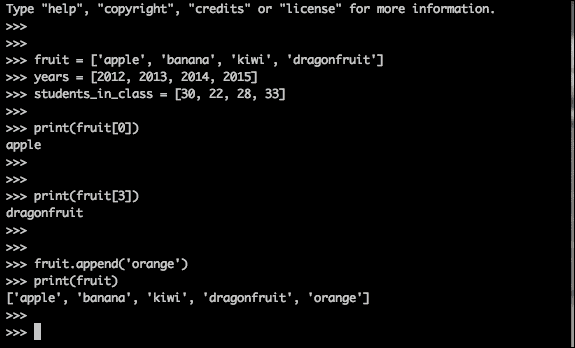 Type "help", "copyright", "credits" or "license" for more information.
>>>
>>>
>>> fruit = ['apple', 'banana', 'kiwi', 'dragonfruit']
>>> years = [2012, 2013, 2014, 2015]
>>> students_in_class = [30, 22, 28, 33]
>>>
>>> print(fruit[0])
apple
>>>
>>>
>>> print(fruit[3])
dragonfruit
>>>
>>>
>>> fruit.append('orange')
>>> print(fruit)
['apple', 'banana', 'kiwi', 'dragonfruit', 'orange']
>>>
>>>